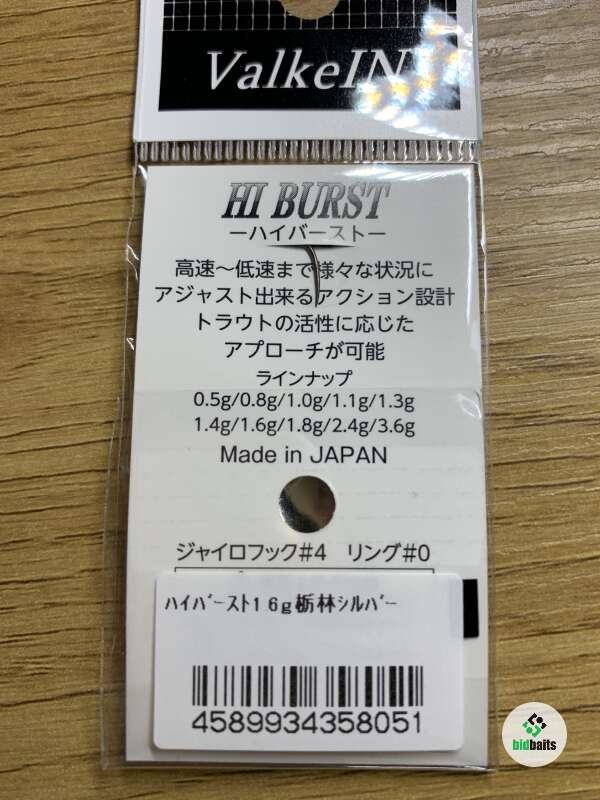 ValkeIN
HI BURST
ーハイバーストー
高速～低速まで様々な状況に
アジャスト出来るアクション設計
トラウトの活性に応じた
アプローチが可能
ラインナップ
0.5g/0.8g/1.0g/1.1g/1.3g
1.4g/1.6g/1.8g/2.4g/3.6g
Made in JAPAN
ジャイロフック#4 リング#0
ﾊｲﾊﾞｰｽﾄ1.6g栃林ｼﾙﾊﾞｰ
4589934358051
bidbaits